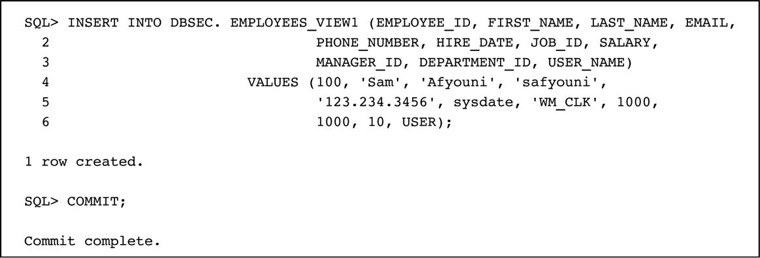 SQL> INSERT INTO DBSEC. EMPLOYEES_VIEW1 (EMPLOYEE_ID, FIRST_NAME, LAST_NAME, EMAIL,
2 PHONE_NUMBER, HIRE_DATE, JOB_ID, SALARY,
3 MANAGER_ID, DEPARTMENT_ID, USER_NAME)
4 VALUES (100, 'Sam', 'Afyouni', 'safyouni',
5 '123.234.3456', sysdate, 'WM_CLK', 1000,
6 1000, 10, USER);
1 row created.
SQL> COMMIT;
Commit complete.